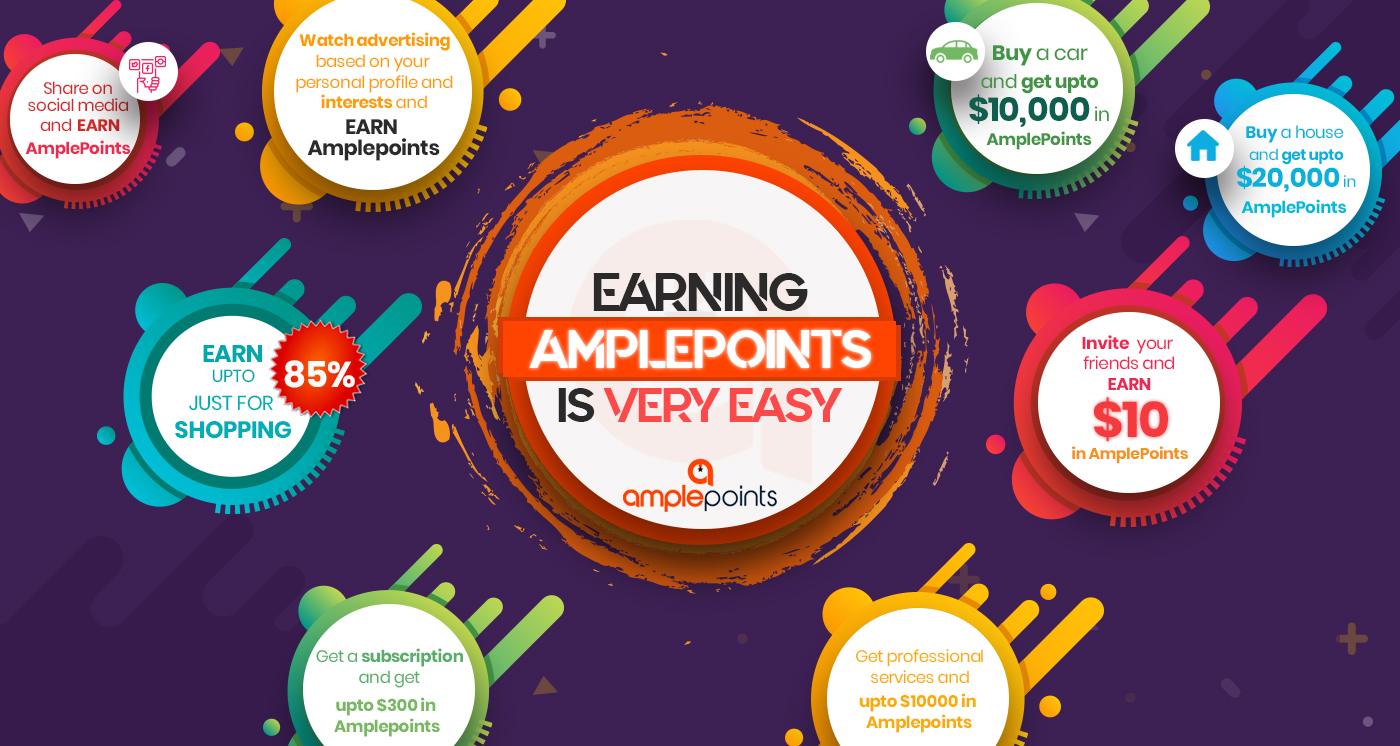 Share on
social media
and EARN
AmplePoints
Watch advertising
based on your
personal profile and
interests and
EARN
Amplepoints
Buy a car
and get upto
$10,000 in
AmplePoints
Buy a house
and get upto
$20,000 in
AmplePoints
EARN
UPTO
85%
JUST FOR
SHOPPING
EARNING
AMPLEPOINTS
IS VERY EASY
amplepoints
Invite your
friends and
EARN
$10
in AmplePoints
Get a subscription
and get
upto $300 in
Amplepoints
Get professional
services and
upto $10000 in
Amplepoints